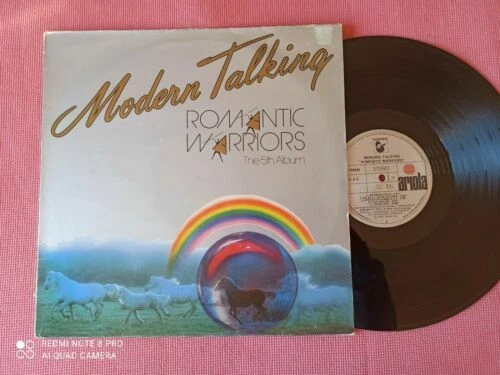 Modern Talking
ROMANTIC
WARRIORS
The 5th Album
MODERN TALKING
"ROMANTIC WARRIORS"
STEREO
ariola
REDMI NOTE 8 PRO
AI QUAD CAMERA